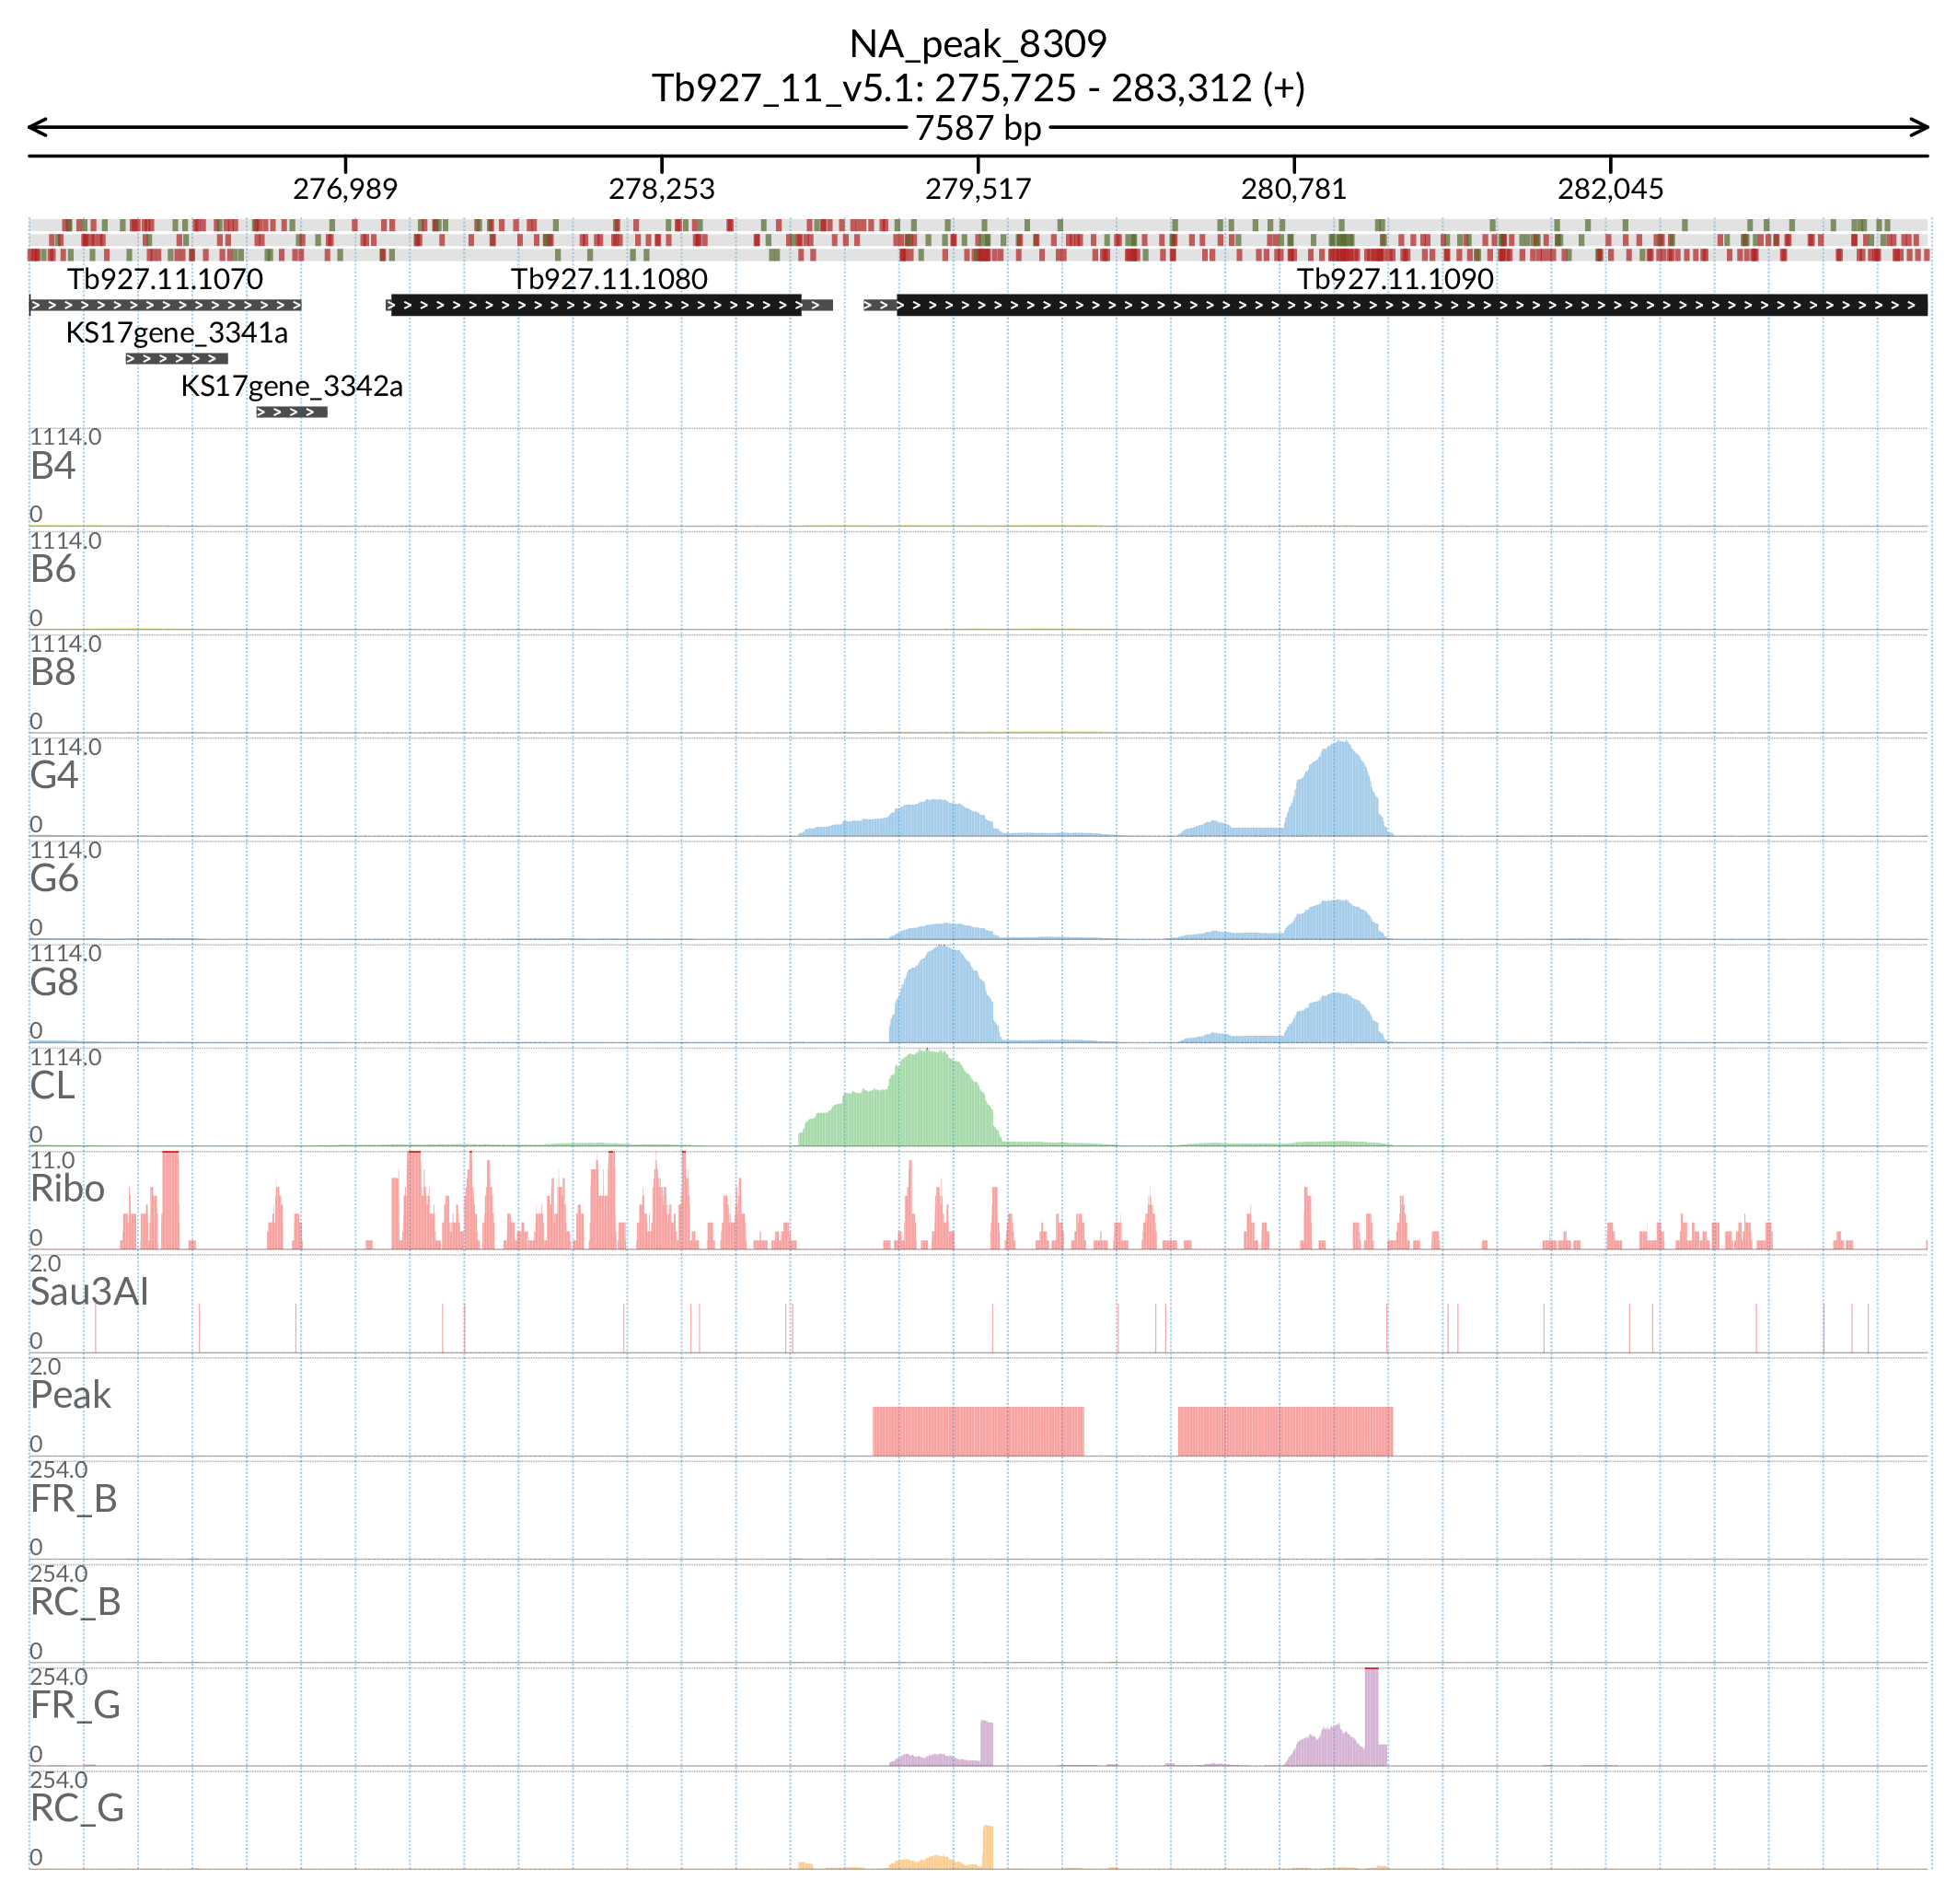 NA_peak_8309
Tb927_11_v5.1: 275,725 - 283,312 (+)
7587 bp
276,989 278,253 279,517 280,781 282,045
Tb927.11.1070 Tb927.11.1080 Tb927.11.1090
KS17gene_3341a
KS17gene_3342a
1114.0
B4
0
1114.0
B6
0
1114.0
B8
0
1114.0
G4
0
1114.0
G6
0
1114.0
G8
0
1114.0
CL
0
11.0
Ribo
0
2.0
Sau3AI
0
2.0
Peak
0
254.0
FR_B
0
254.0
RC_B
0
254.0
FR_G
0
254.0
RC_G
0